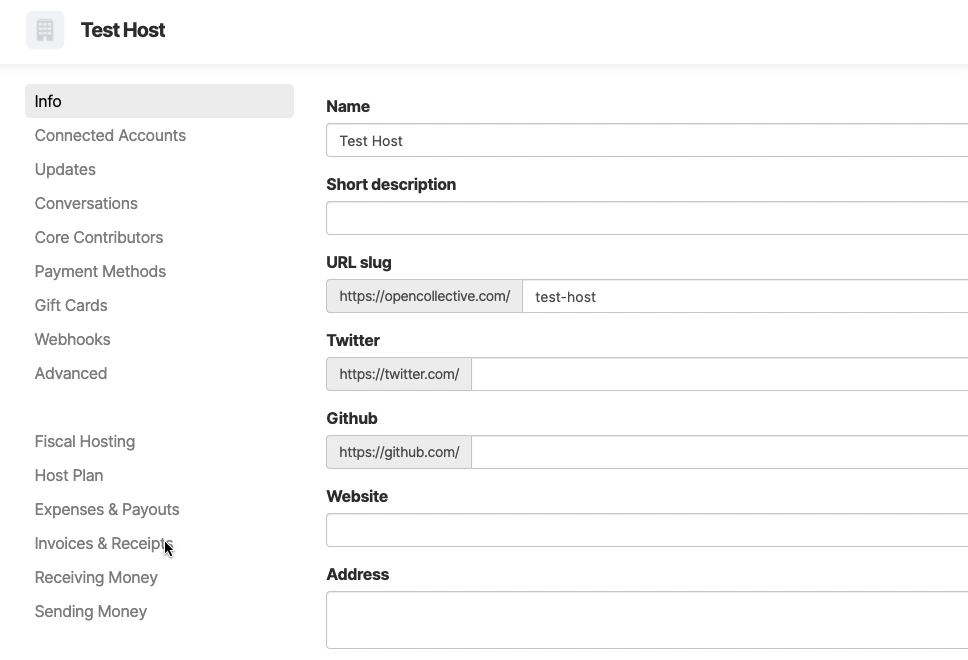 Test Host
Info
Connected Accounts
Updates
Conversations
Core Contributors
Payment Methods
Gift Cards
Webhooks
Advanced
Fiscal Hosting
Host Plan
Expenses & Payouts
Invoices & Receipts
Receiving Money
Sending Money
Name
Test Host
Short description
URL slug
https://opencollective.com/ test-host
Twitter
https://twitter.com/
Github
https://github.com/
Website
Address